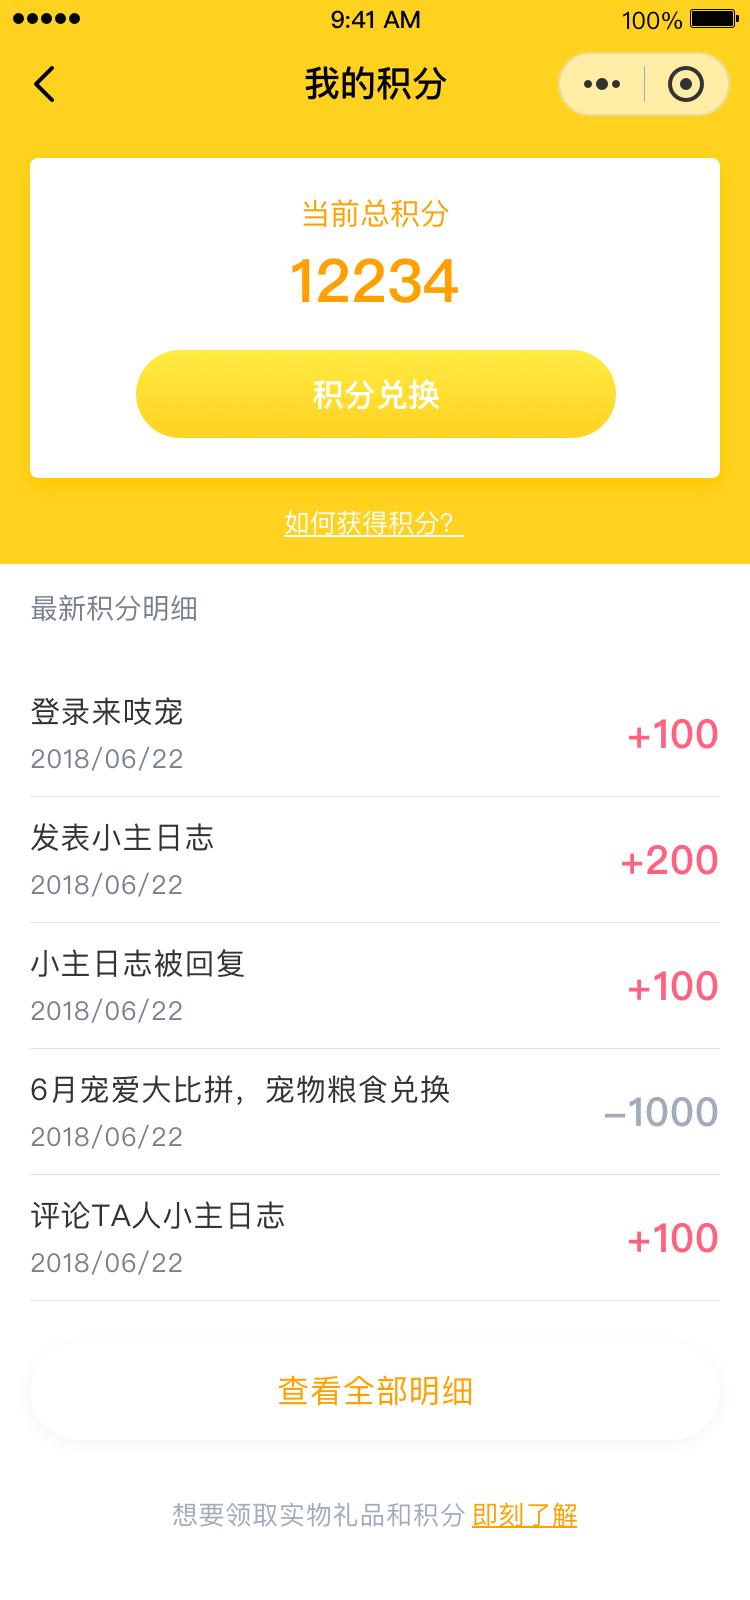 9:41 AM
100%
我的积分
当前总积分
12234
积分兑换
如何获得积分？
最新积分明细
登录来吱宠
2018/06/22
+100
发表小主日志
2018/06/22
+200
小主日志被回复
2018/06/22
+100
6月宠爱大比拼，宠物粮食兑换
2018/06/22
–1000
评论TA人小主日志
2018/06/22
+100
查看全部明细
想要领取实物礼品和积分 即刻了解